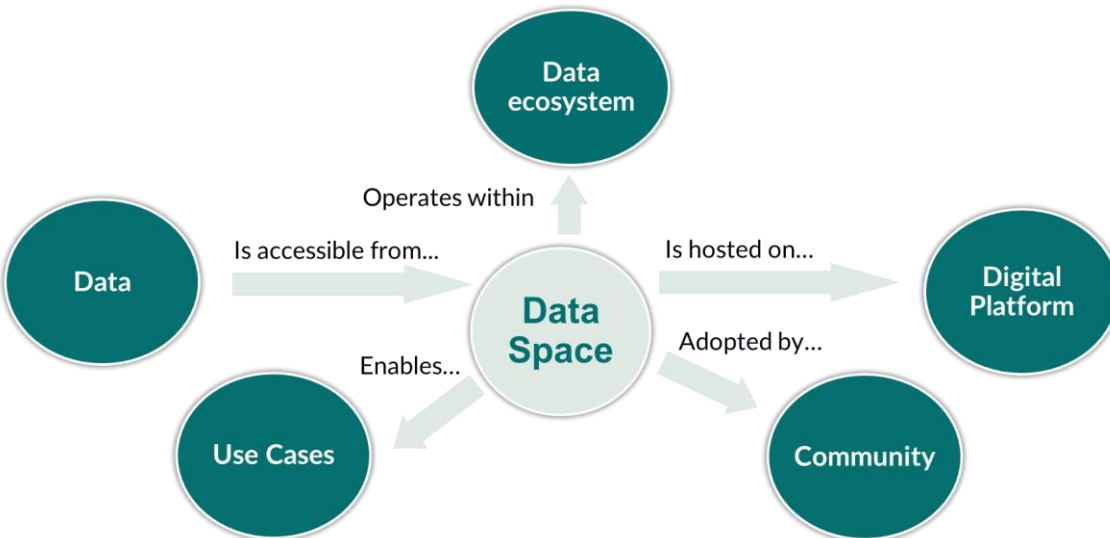 Data
ecosystem
Operates within
Is accessible from...
Is hosted on...
Data
Digital
Platform
Data
Space
Adopted by...
Enables...
Use Cases
Community